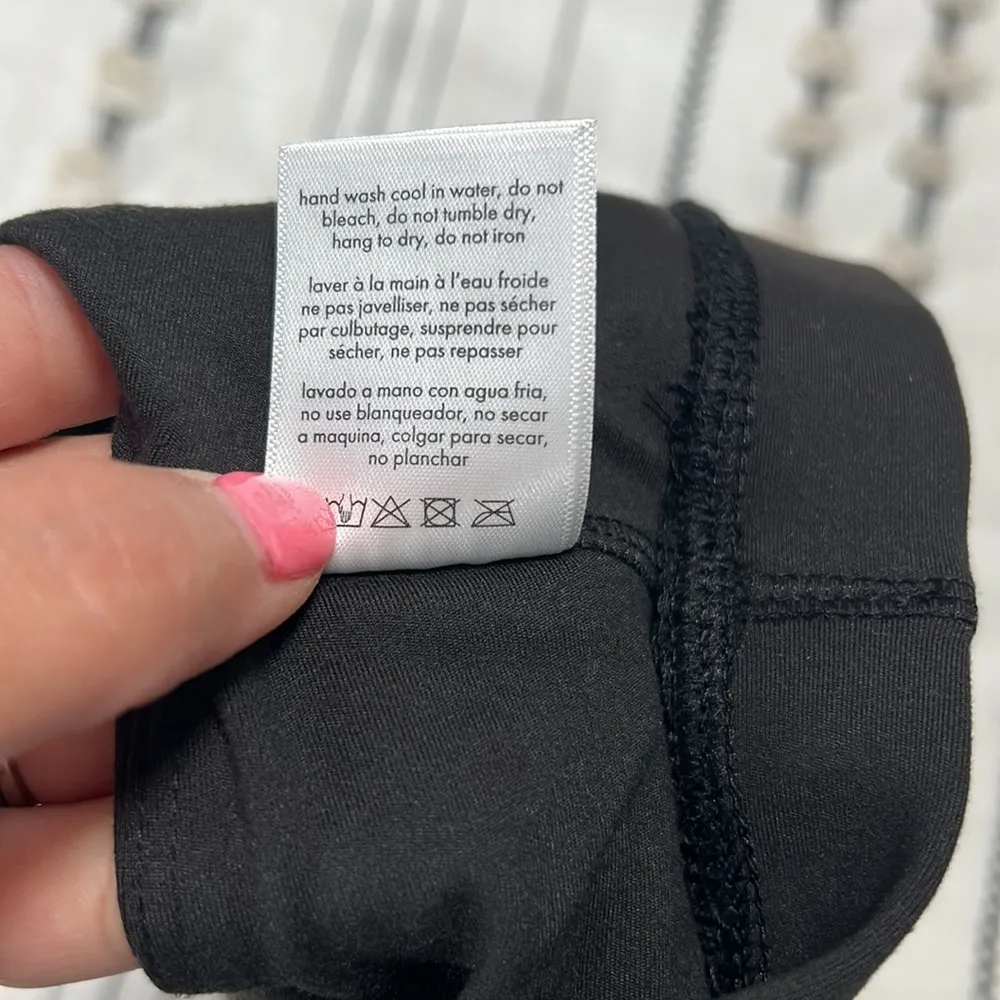 hand wash cool in water, do not
bleach, do not tumble dry,
hang to dry, do not iron
laver à la main à l'eau froide
ne pas javelliser, ne pas sécher
par culbutage, susprendre pour
sécher, ne pas repasser
lavado a mano con agua fria,
no use blanqueador, no secar
a maquina, colgar para secar,
no planchar